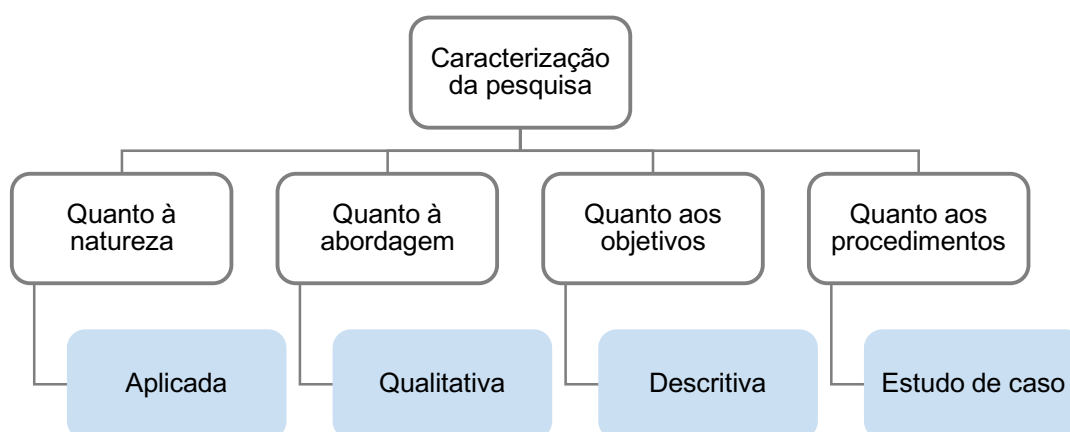 Caracterização
da pesquisa
Quanto à
natureza
Quanto à
abordagem
Quanto aos
objetivos
Quanto aos
procedimentos
Aplicada
Qualitativa
Descritiva
Estudo de caso